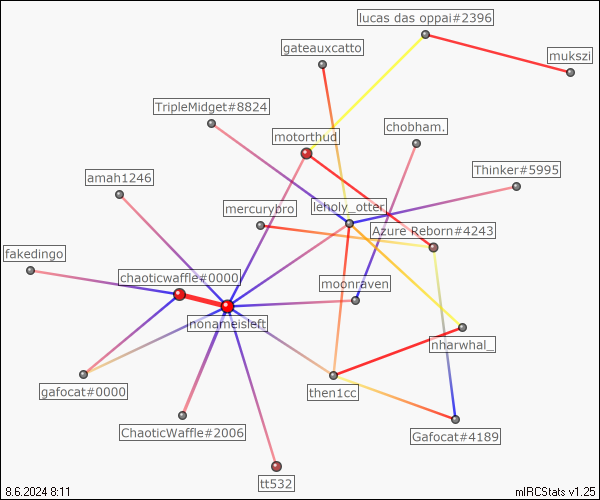 lucas das oppai#2396
gateauxcatto
mukszi
TripleMidget#8824
chobham.
motorthud
Thinker#5995
amah1246
mercurybro
leholy_otter
Azure Reborn#4243
fakedingo
chaoticwaffle#0000
moonraven
nonameisleft
nharwhal_
gafocat#0000
then1cc
ChaoticWaffle#2006
Gafocat#4189
tt532
8.6.2024 8:11
mIRCStats v1.25